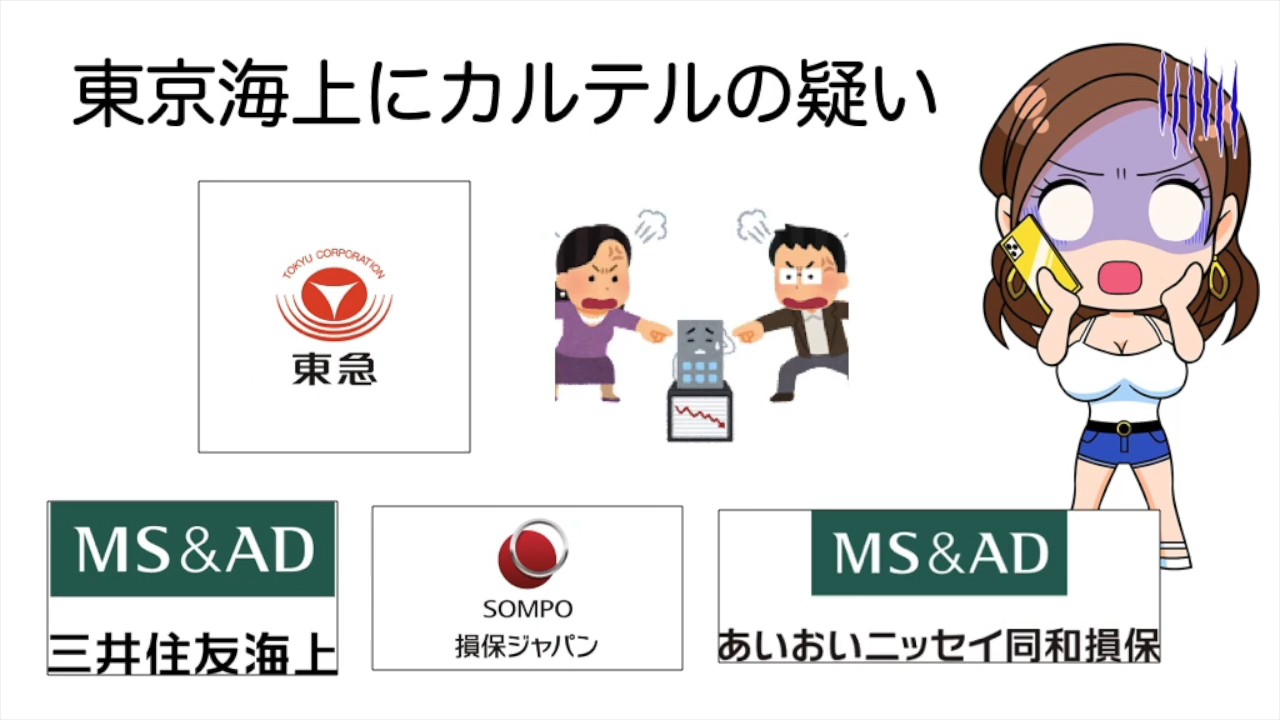 東京海上にカルテルの疑い
TOKYU CORPORATION
東急
MS&AD
三井住友海上
SOMPO
損保ジャパン
MS&AD
あいおいニッセイ同和損保